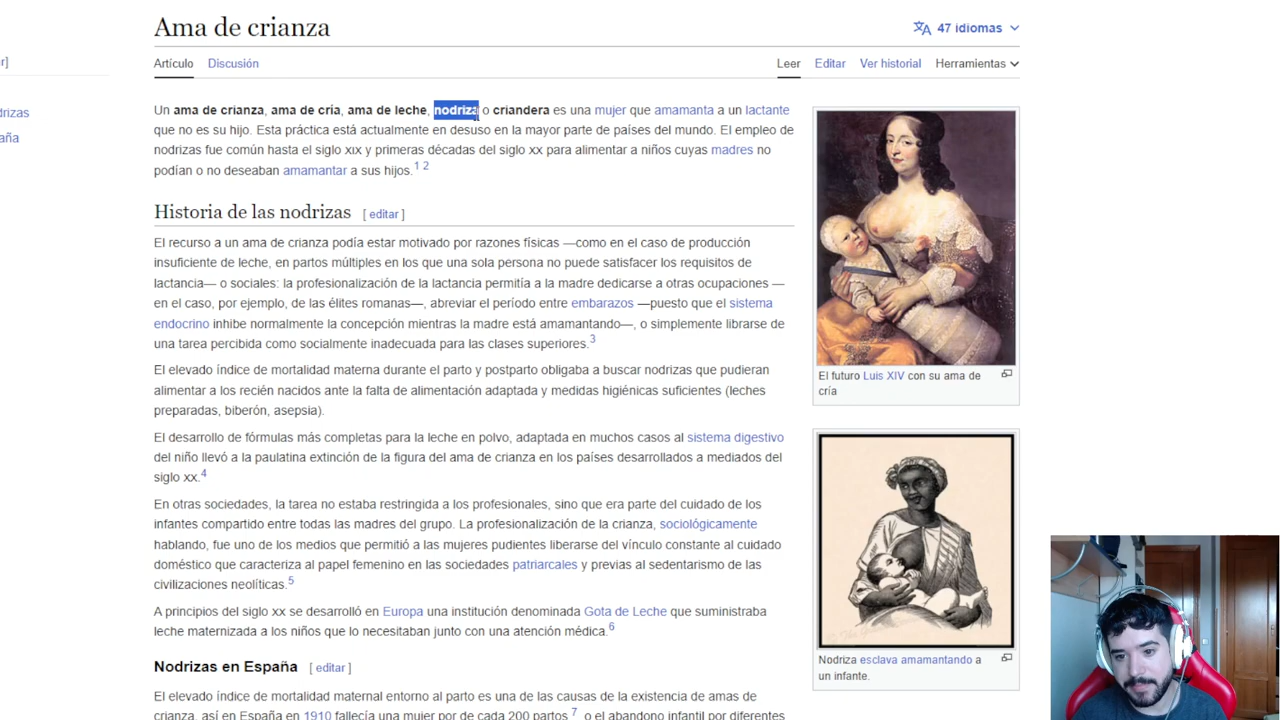 Ama de crianza
47 idiomas
r]
Artículo Discusión Leer Editar Ver historial Herramientas
drizas
aña
Un ama de crianza, ama de cría, ama de leche, nodriza o criandera es una mujer que amamanta a un lactante
que no es su hijo. Esta práctica está actualmente en desuso en la mayor parte de países del mundo. El empleo de
nodrizas fue común hasta el siglo XIX y primeras décadas del siglo XX para alimentar a niños cuyas madres no
podían o no deseaban amamantar a sus hijos.1 2
Historia de las nodrizas [ editar ]
El recurso a un ama de crianza podía estar motivado por razones físicas —como en el caso de producción
insuficiente de leche, en partos múltiples en los que una sola persona no puede satisfacer los requisitos de
lactancia— o sociales: la profesionalización de la lactancia permitía a la madre dedicarse a otras ocupaciones —
en el caso, por ejemplo, de las élites romanas—, abreviar el período entre embarazos —puesto que el sistema
endocrino inhibe normalmente la concepción mientras la madre está amamantando—, o simplemente librarse de
una tarea percibida como socialmente inadecuada para las clases superiores.3
El elevado índice de mortalidad materna durante el parto y postparto obligaba a buscar nodrizas que pudieran
alimentar a los recién nacidos ante la falta de alimentación adaptada y medidas higiénicas suficientes (leches
preparadas, biberón, asepsia).
El desarrollo de fórmulas más completas para la leche en polvo, adaptada en muchos casos al sistema digestivo
del niño llevó a la paulatina extinción de la figura del ama de crianza en los países desarrollados a mediados del
siglo XX.4
En otras sociedades, la tarea no estaba restringida a los profesionales, sino que era parte del cuidado de los
infantes compartido entre todas las madres del grupo. La profesionalización de la crianza, sociológicamente
hablando, fue uno de los medios que permitió a las mujeres pudientes liberarse del vínculo constante al cuidado
doméstico que caracteriza al papel femenino en las sociedades patriarcales y previas al sedentarismo de las
civilizaciones neolíticas.5
A principios del siglo XX se desarrolló en Europa una institución denominada Gota de Leche que suministraba
leche maternizada a los niños que lo necesitaban junto con una atención médica.6
Nodrizas en España [ editar ]
El elevado índice de mortalidad maternal entorno al parto es una de las causas de la existencia de amas de
crianza, así en España en 1910 fallecía una mujer por de cada 200 partos 7 o el abandono infantil por diferentes
El futuro Luis XIV con su ama de
cría
Nodriza esclava amamantando a
un infante.